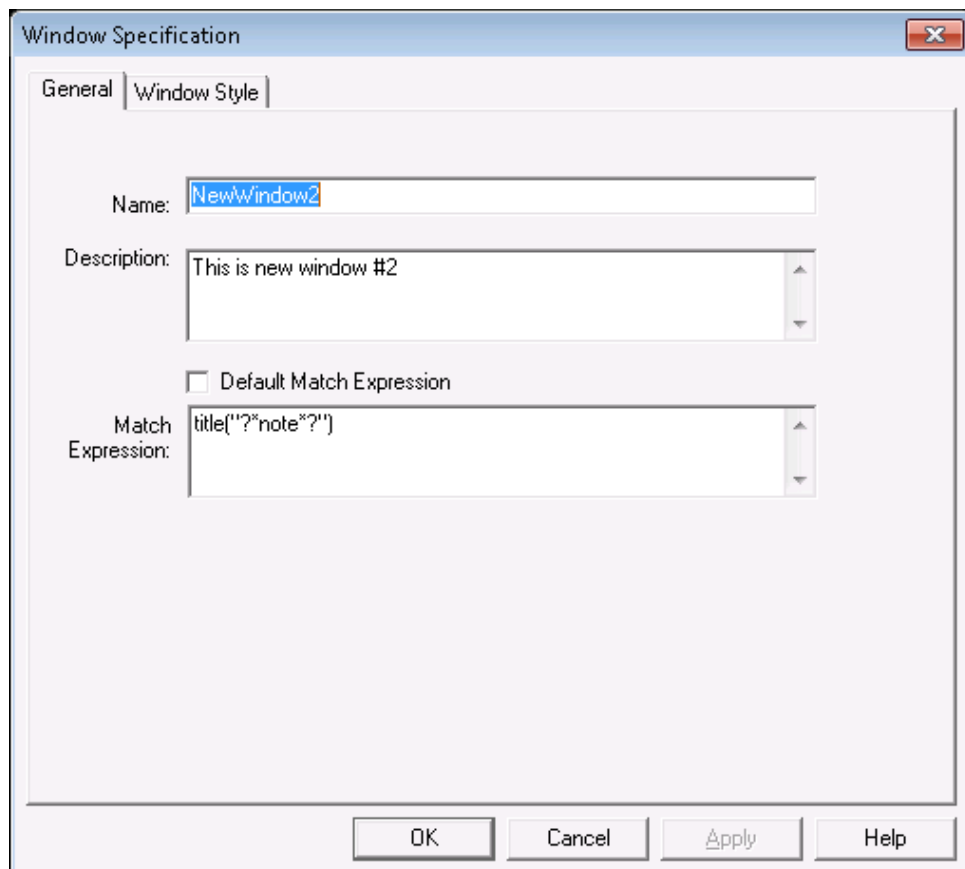 Window Specification
General
Window Style
Name:
NewWindow2
Description:
This is new window #2
Default Match Expression
Match
Expression:
title("?*note*?")
OK
Cancel
Apply
Help